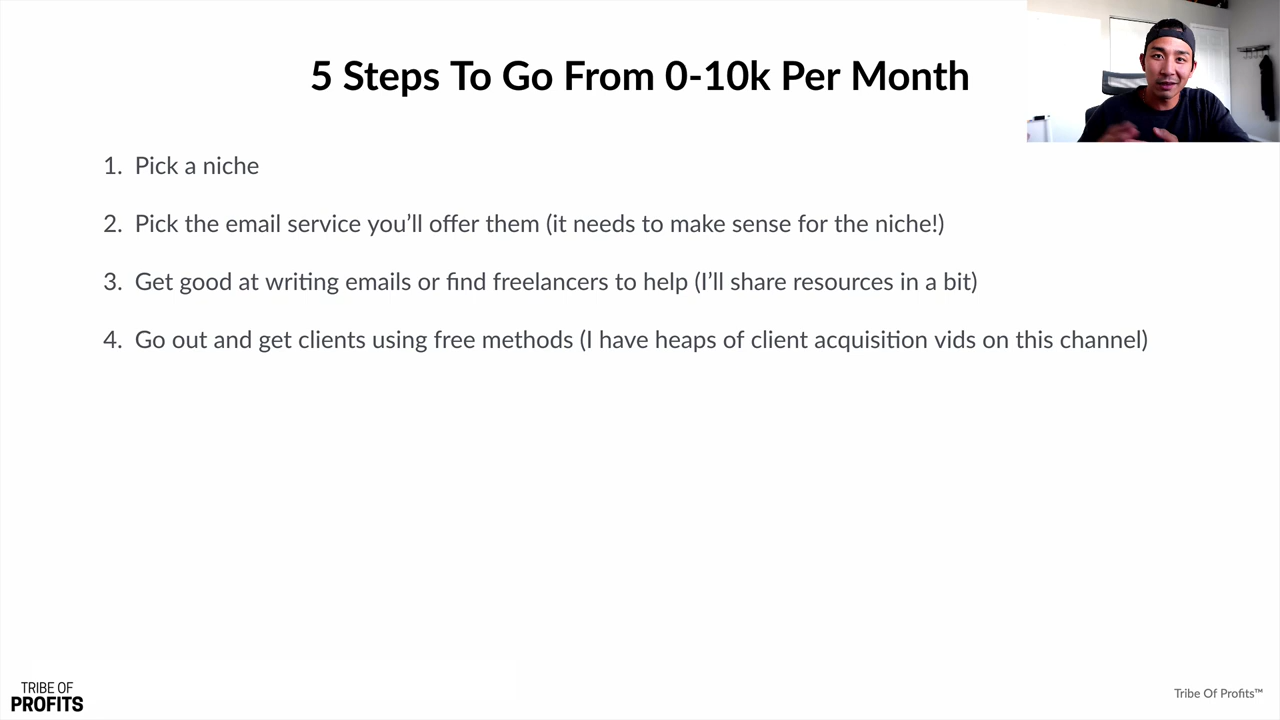 5 Steps To Go From 0-10k Per Month
1. Pick a niche
2. Pick the email service you’ll offer them (it needs to make sense for the niche!)
3. Get good at writing emails or find freelancers to help (I’ll share resources in a bit)
4. Go out and get clients using free methods (I have heaps of client acquisition vids on this channel)
TRIBE OF
PROFITS
Tribe Of Profits™